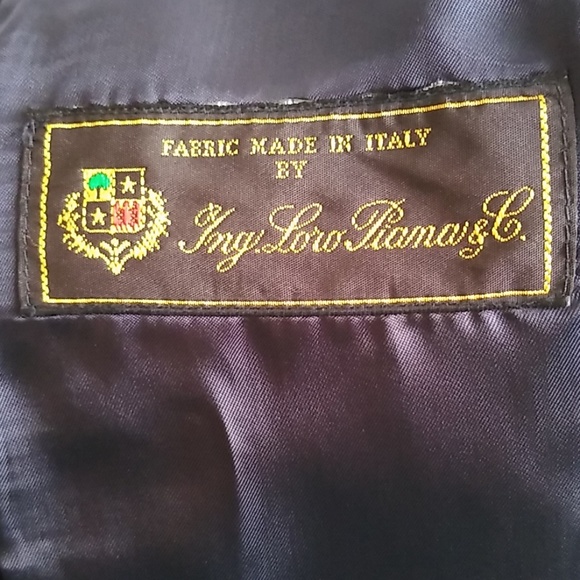 FABRIC MADE IN ITALY
BY
Ing. Loro Piana & C.